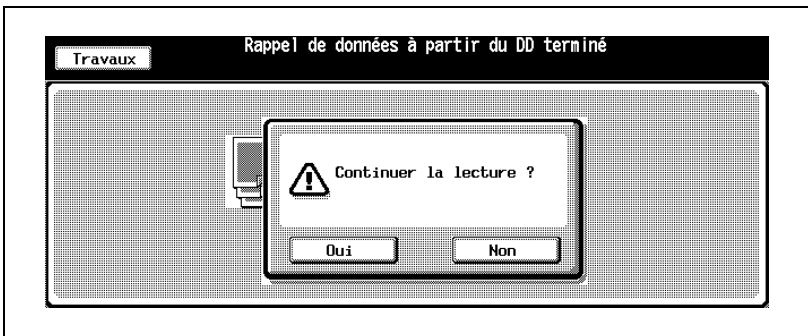 Rappel de données à partir du DD terminé
Travaux
Continuer la lecture ?
Oui
Non